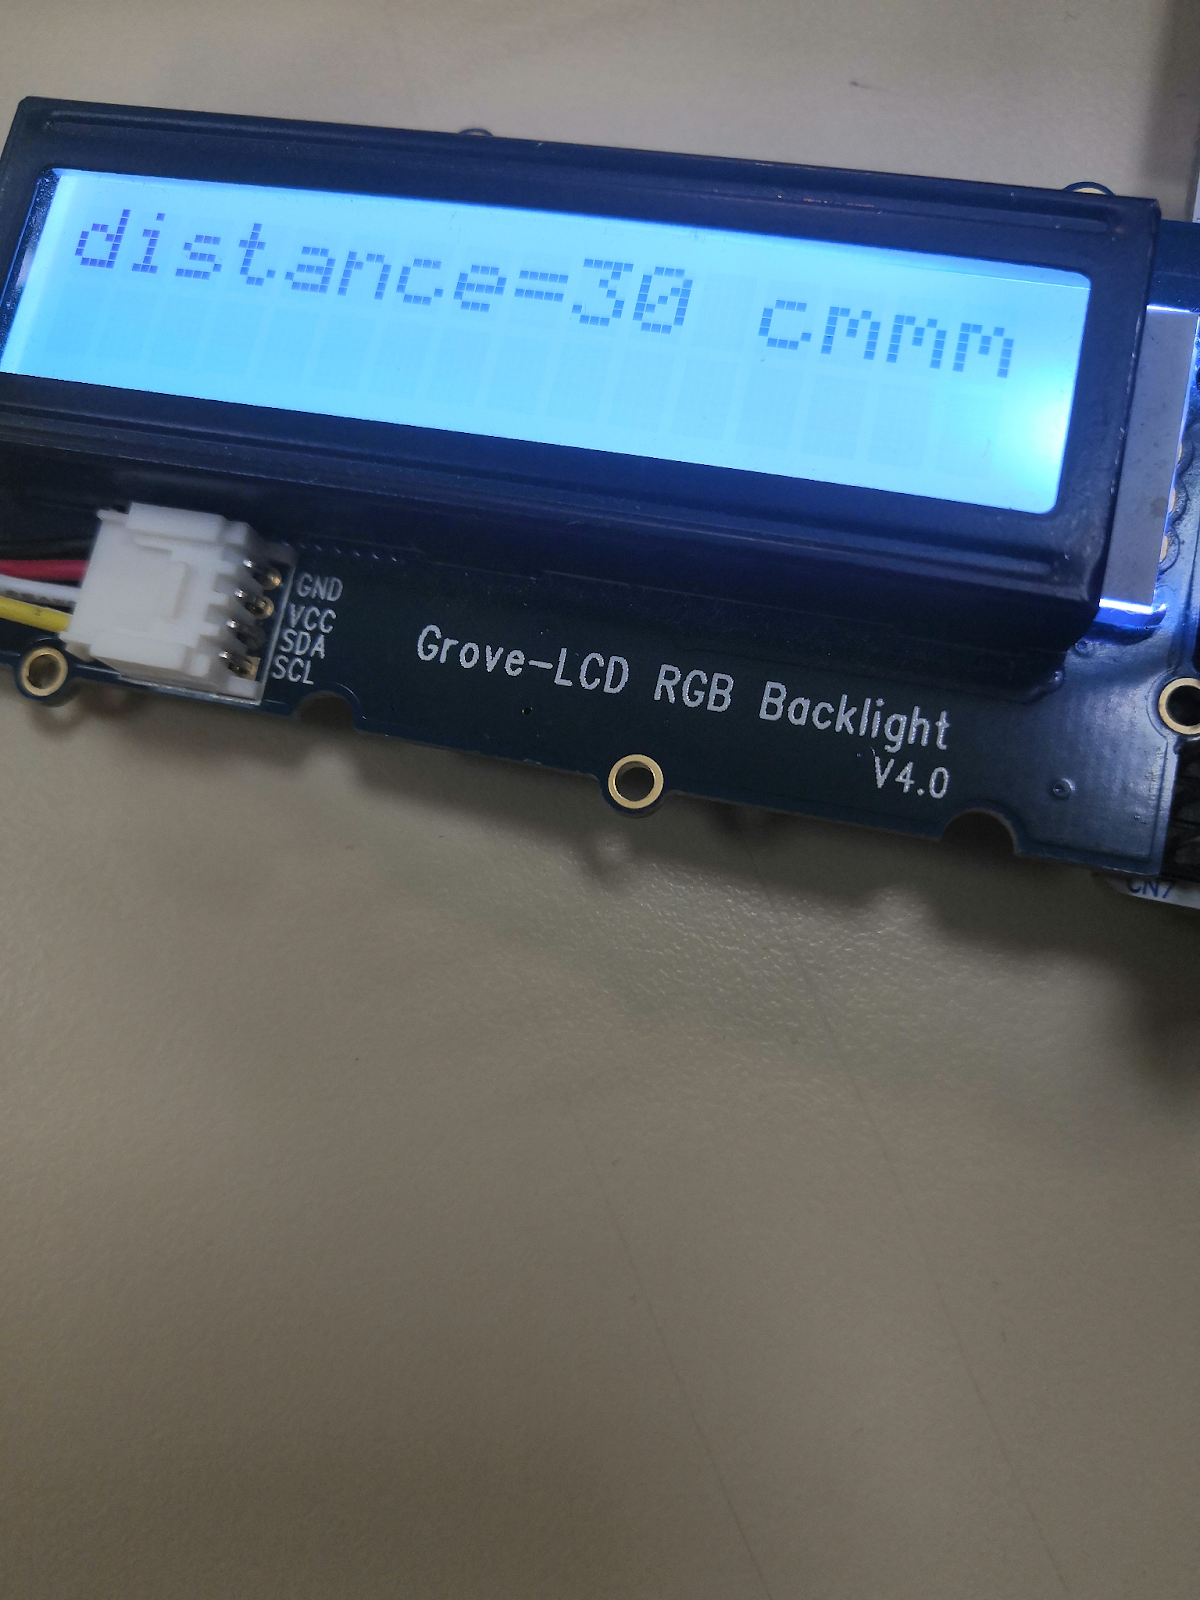 distance=30 cmmm
GND
VCC
SDA
SCL
Grove-LCD RGB Backlight
V4.0
CN7